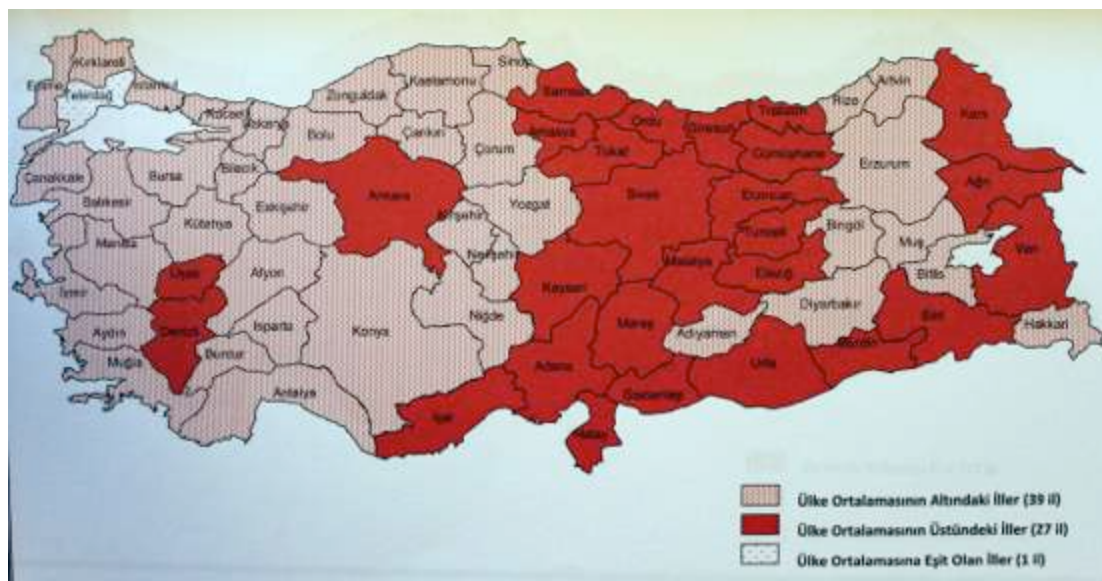 Kırklareli
Edirne
Tekirdağ
İstanbul
Kocaeli
Sakarya
Zonguldak
Kastamonu
Sinop
Samsun
Bolu
Çankırı
Çorum
Amasya
Tokat
Ordu
Giresun
Trabzon
Gümüşhane
Rize
Artvin
Kars
Çanakkale
Balıkesir
Bursa
Bilecik
Eskişehir
Ankara
Kırşehir
Yozgat
Sivas
Erzincan
Erzurum
Ağrı
Manisa
Kütahya
Uşak
Afyon
Nevşehir
Kayseri
Malatya
Tunceli
Elazığ
Bingöl
Muş
Bitlis
Van
İzmir
Aydın
Denizli
Isparta
Konya
Niğde
Maraş
Adıyaman
Diyarbakır
Siirt
Hakkari
Muğla
Burdur
Antalya
İçel
Adana
Gaziantep
Urfa
Mardin
Hatay
Ülke Ortalamasının Altındaki İller (39 il)
Ülke Ortalamasının Üstündeki İller (27 il)
Ülke Ortalamasına Eşit Olan İller (1 il)